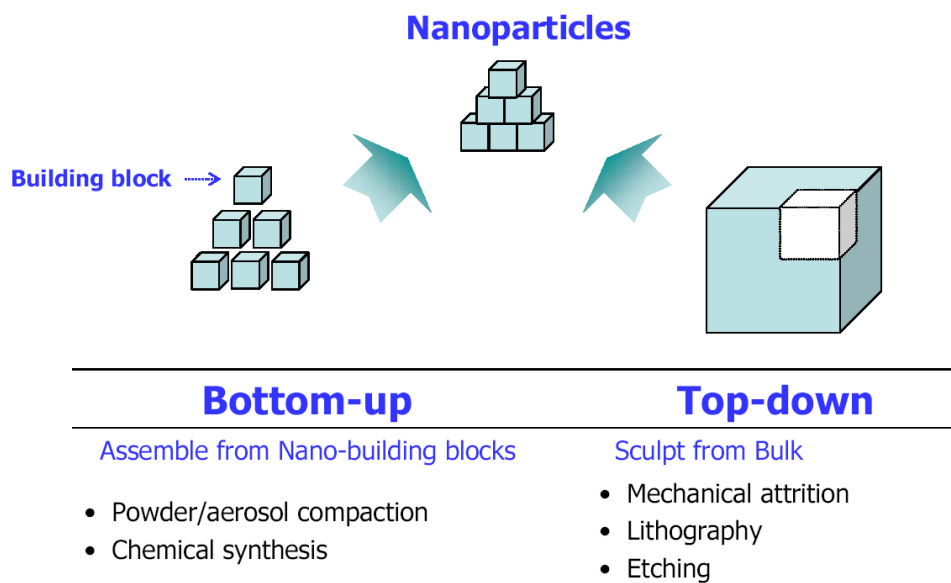 Nanoparticles
Building block
Bottom-up
Top-down
Assemble from Nano-building blocks
Sculpt from Bulk
• Powder/aerosol compaction
• Chemical synthesis
• Mechanical attrition
• Lithography
• Etching